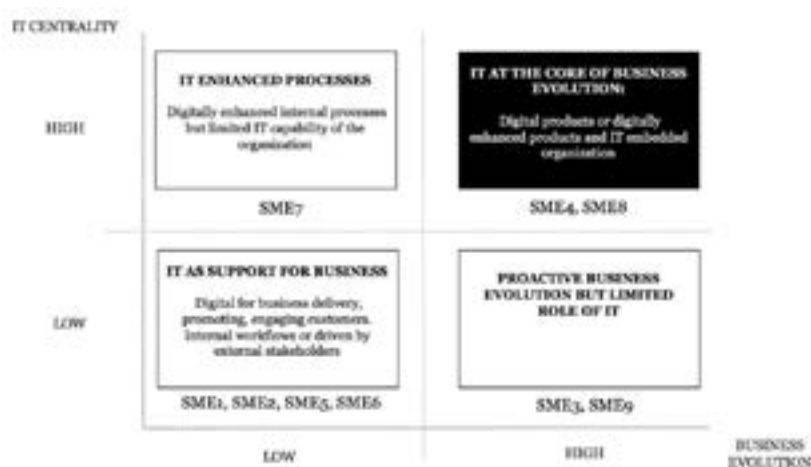 IT CENTRALITY
IT ENHANCED PROCESSES
Digitally enhanced internal processes
but limited IT capability of the
organization
IT AT THE CORE OF BUSINESS
EVOLUTION:
Digital products or digitally
enhanced products and IT embedded
organization
HIGH
SME7
SME4, SME8
IT AS SUPPORT FOR BUSINESS
Digital for business delivery,
promoting, engaging customers.
Internal workflows or driven by
external stakeholders
PROACTIVE BUSINESS
EVOLUTION BUT LIMITED
ROLE OF IT
LOW
SME1, SME2, SME5, SME6
SME3, SME9
LOW
HIGH
BUSINESS
EVOLUTION